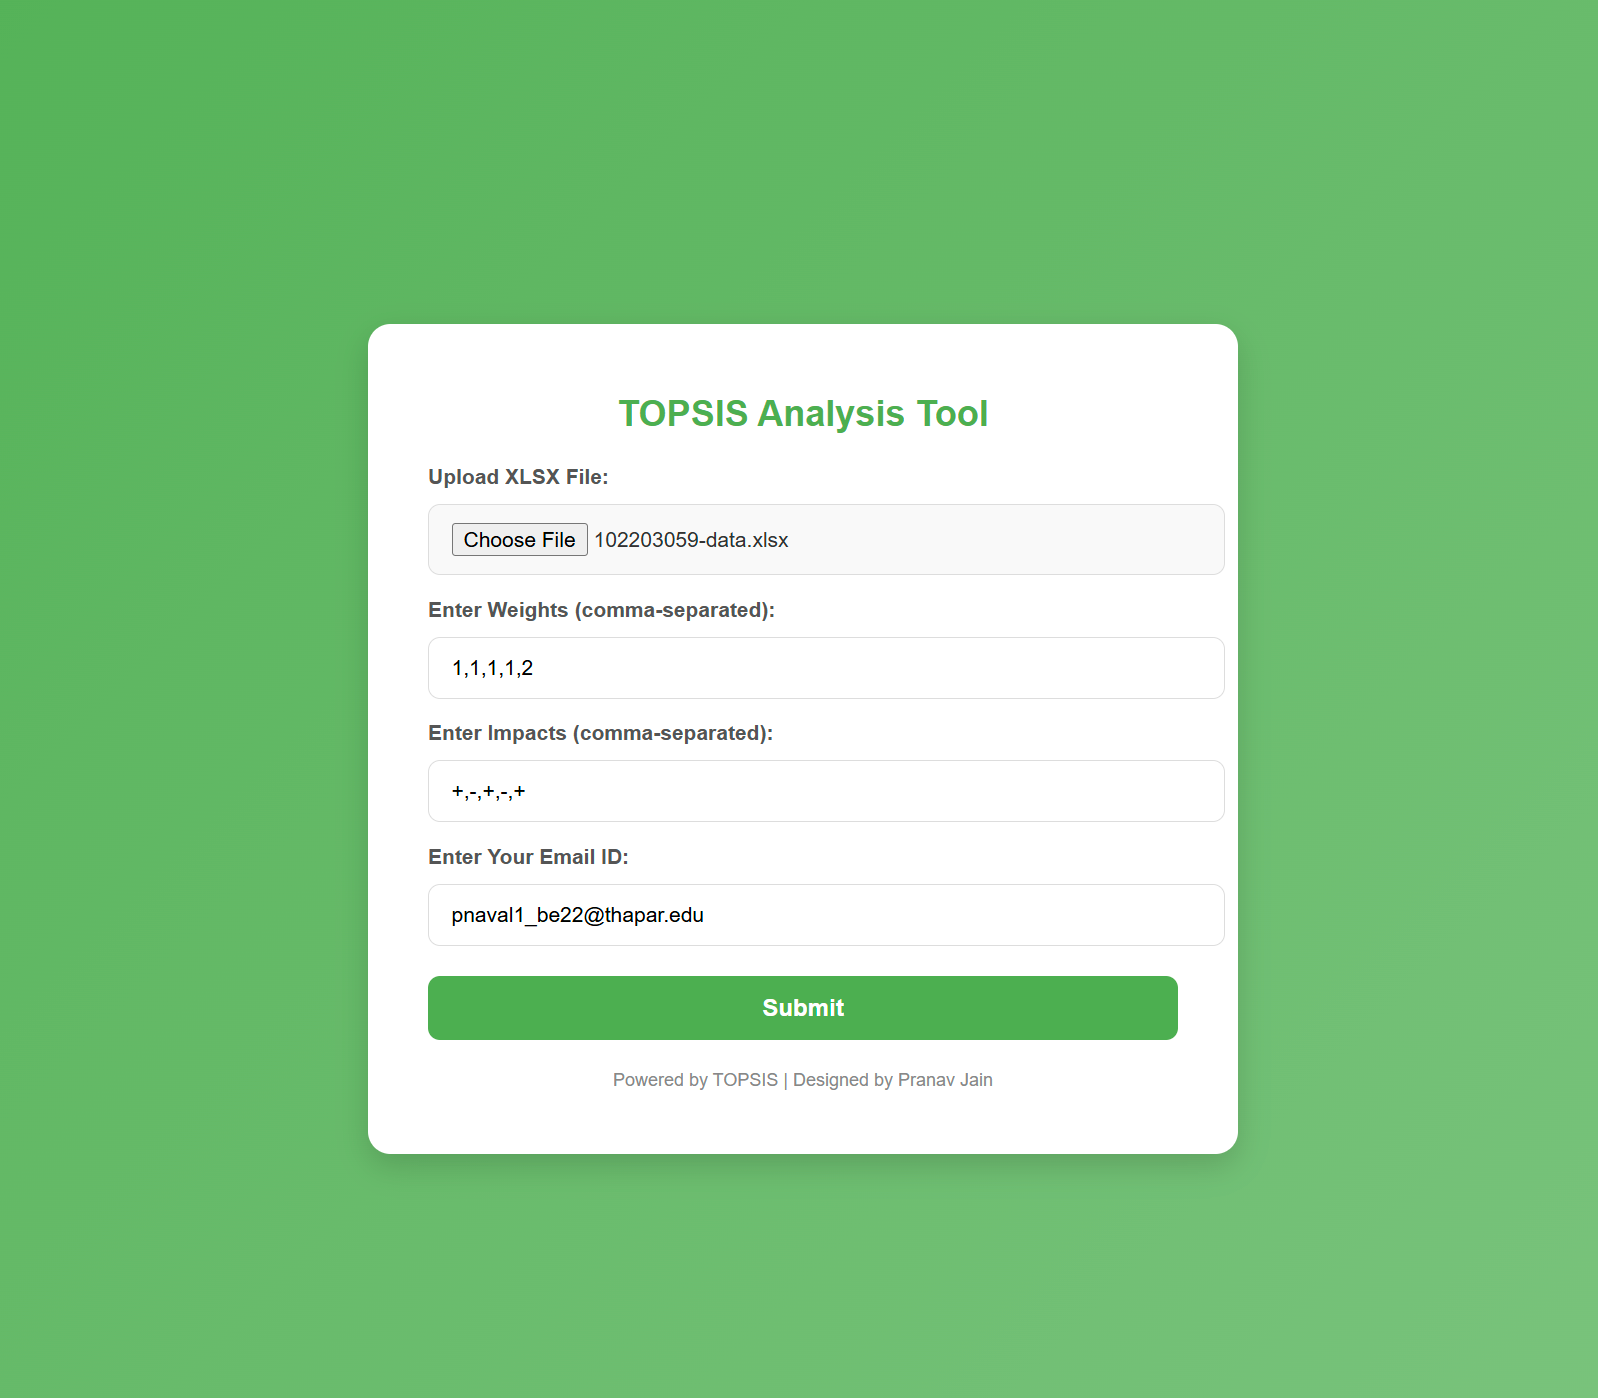 TOPSIS Analysis Tool
Upload XLSX File:
Choose File 102203059-data.xlsx
Enter Weights (comma-separated):
1,1,1,1,2
Enter Impacts (comma-separated):
+,-,+,-,+
Enter Your Email ID:
pnaval1_be22@thapar.edu
Submit
Powered by TOPSIS | Designed by Pranav Jain